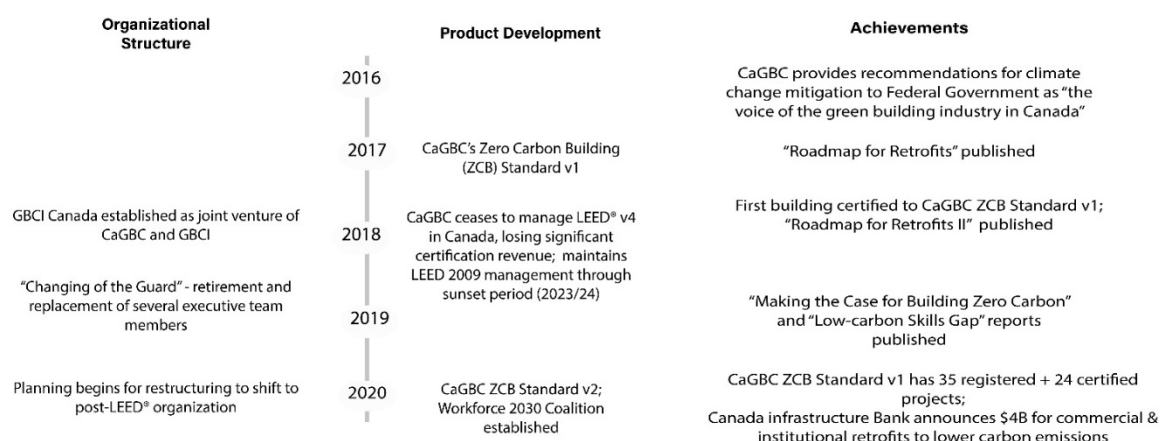 Organizational
Structure
Product Development
Achievements
2016
CaGBC provides recommendations for climate
change mitigation to Federal Government as “the
voice of the green building industry in Canada”
2017
CaGBC’s Zero Carbon Building
(ZCB) Standard v1
“Roadmap for Retrofits” published
GBCI Canada established as joint venture of
CaGBC and GBCI
2018
CaGBC ceases to manage LEED® v4
in Canada, losing significant
certification revenue; maintains
LEED 2009 management through
sunset period (2023/24)
First building certified to CaGBC ZCB Standard v1;
“Roadmap for Retrofits II” published
“Changing of the Guard” - retirement and
replacement of several executive team
members
2019
“Making the Case for Building Zero Carbon”
and “Low-carbon Skills Gap” reports
published
Planning begins for restructuring to shift to
post-LEED® organization
2020
CaGBC ZCB Standard v2;
Workforce 2030 Coalition
established
CaGBC ZCB Standard v1 has 35 registered + 24 certified
projects;
Canada infrastructure Bank announces $4B for commercial &
institutional retrofits to lower carbon emissions